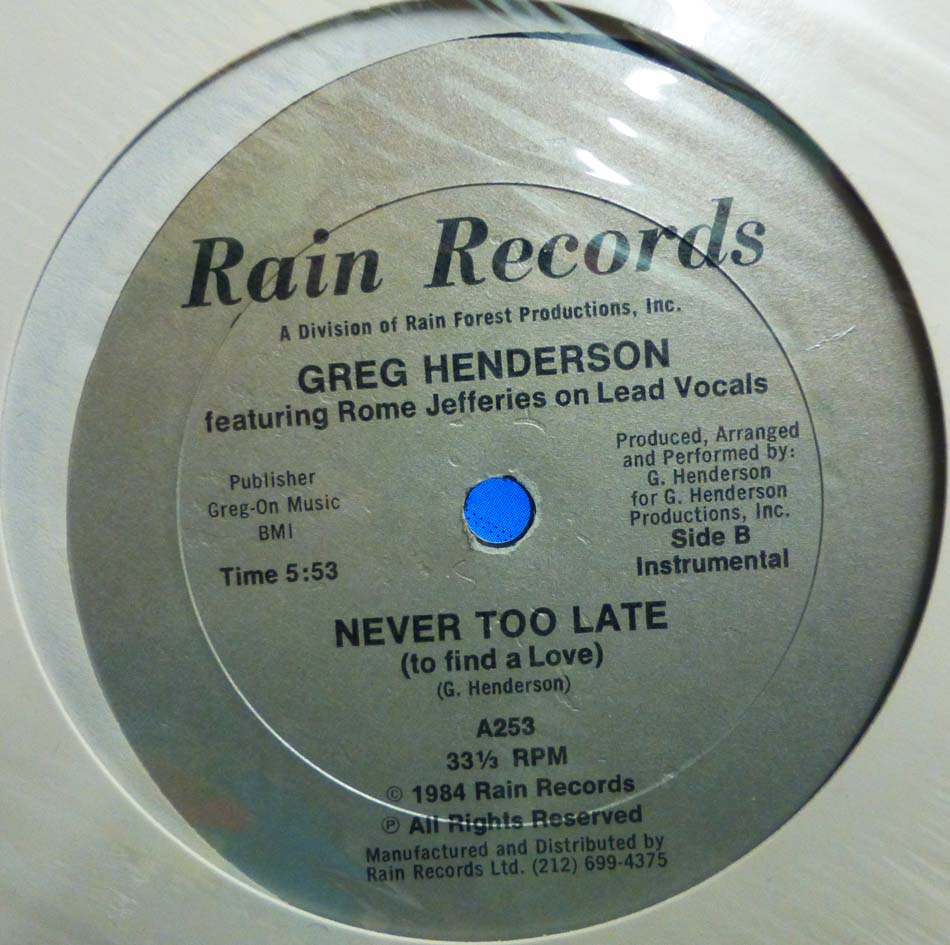 Rain Records
A Division of Rain Forest Productions, Inc.
GREG HENDERSON
featuring Rome Jefferies on Lead Vocals
Publisher
Greg-On Music
BMI
Time 5:53
Produced, Arranged
and Performed by:
G. Henderson
for G. Henderson
Productions, Inc.
Side B
Instrumental
NEVER TOO LATE
(to find a Love)
(G. Henderson)
A253
33⅓ RPM
© 1984 Rain Records
℗ All Rights Reserved
Manufactured and Distributed by
Rain Records Ltd. (212) 699-4375